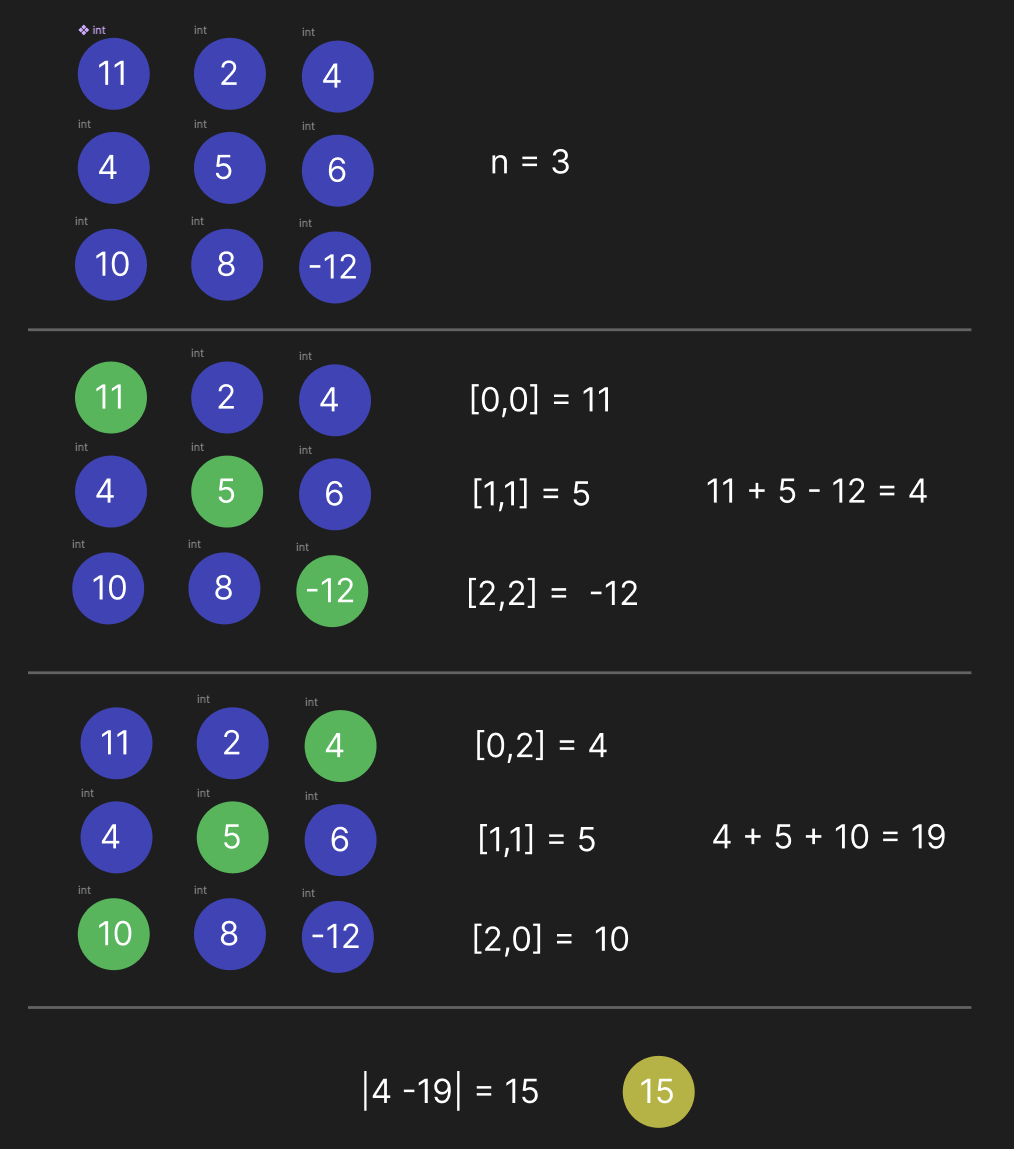 ❖ int int int
11 2 4
int int int
4 5 6
n = 3
int int int
10 8 -12
int int
11 2 4 [0,0] = 11
int int int
4 5 6 [1,1] = 5 11 + 5 - 12 = 4
int int int
10 8 -12 [2,2] = -12
int int
11 2 4 [0,2] = 4
int int int
4 5 6 [1,1] = 5 4 + 5 + 10 = 19
int int int
10 8 -12 [2,0] = 10
|4 -19| = 15 15